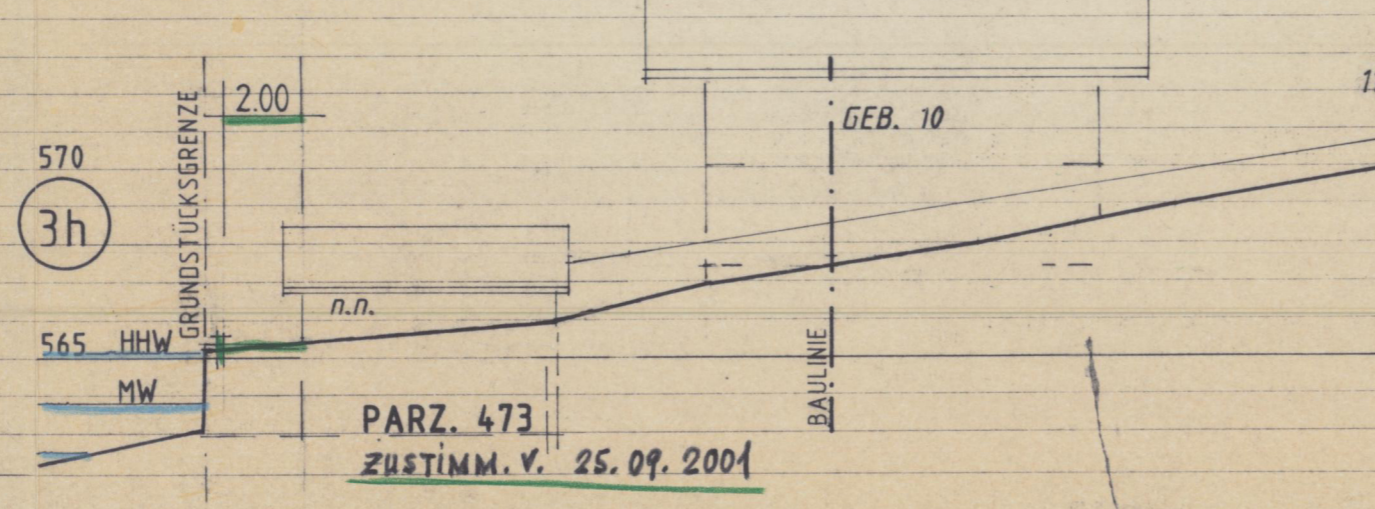 2.00
GRUNDSTÜCKSGRENZE
GEB. 10
570
3h
n.n.
565 HHW
MW
BAULINIE
PARZ. 473
ZUSTIMM. V. 25.09.2001